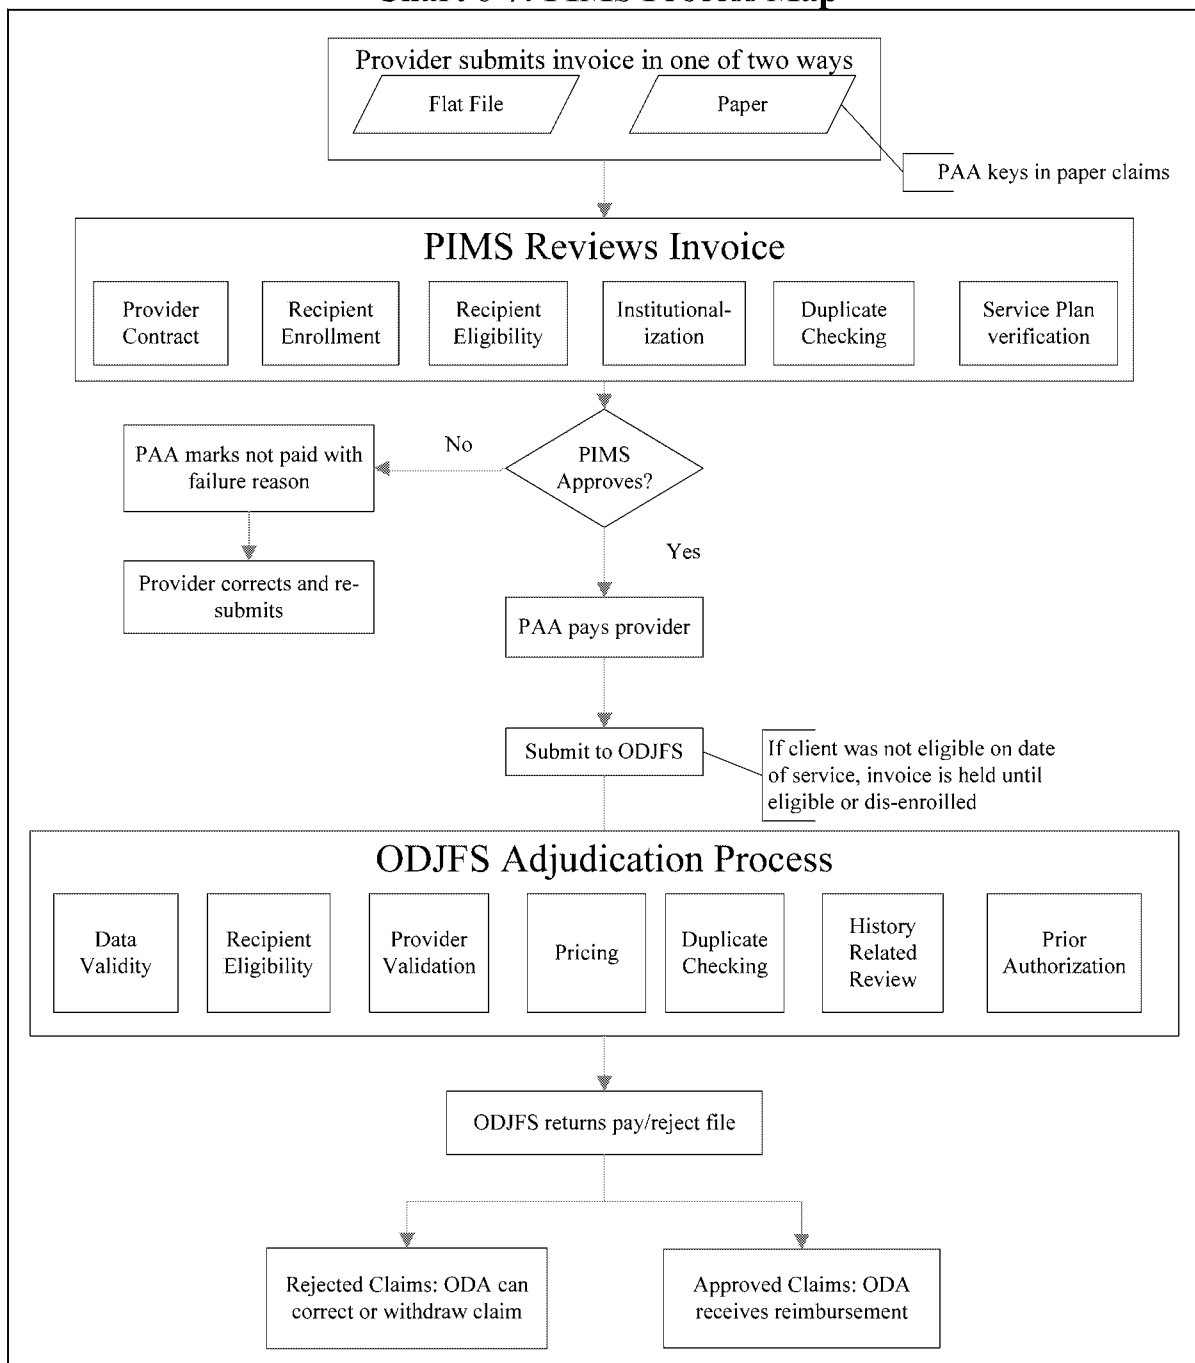 Provider submits invoice in one of two ways
Flat File
Paper
PAA keys in paper claims
PIMS Reviews Invoice
Provider
Contract
Recipient
Enrollment
Recipient
Eligibility
Institutional-
ization
Duplicate
Checking
Service Plan
verification
PIMS
Approves?
No
PAA marks not paid with
failure reason
Provider corrects and re-
submits
Yes
PAA pays provider
Submit to ODJFS
If client was not eligible on date
of service, invoice is held until
eligible or dis-enroilled
ODJFS Adjudication Process
Data
Validity
Recipient
Eligibility
Provider
Validation
Pricing
Duplicate
Checking
History
Related
Review
Prior
Authorization
ODJFS returns pay/reject file
Rejected Claims: ODA can
correct or withdraw claim
Approved Claims: ODA
receives reimbursement